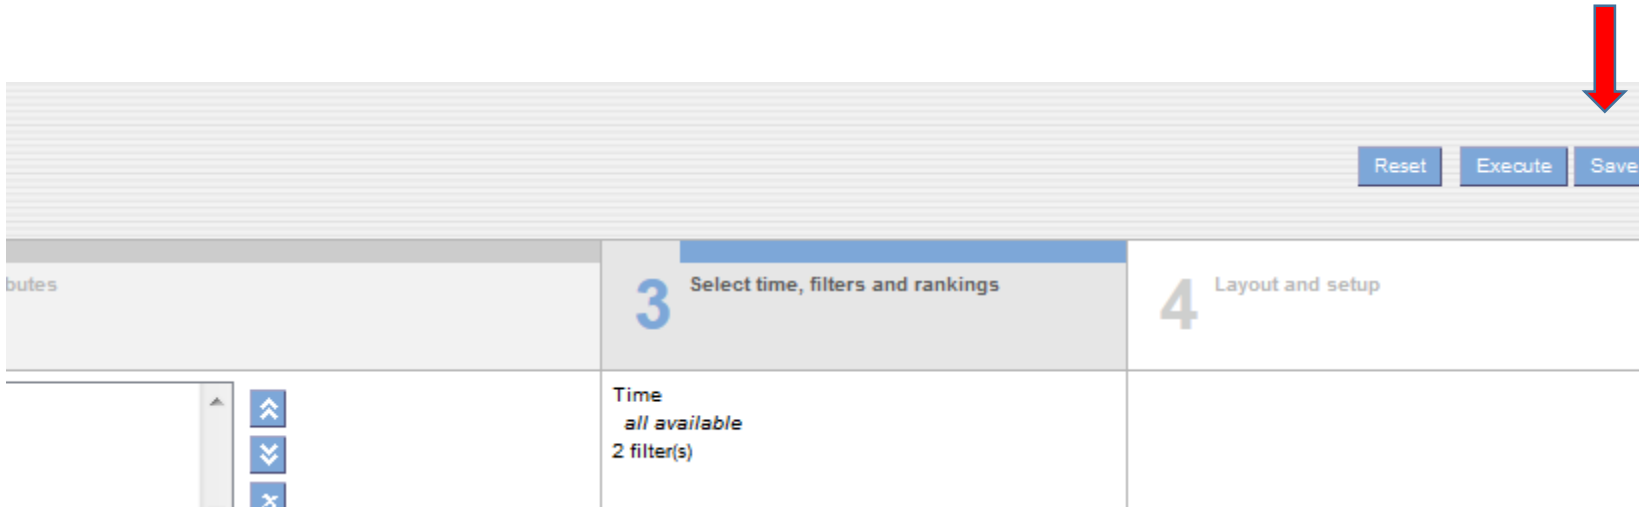 Reset Execute Save
butes
3 Select time, filters and rankings
4 Layout and setup
Time
all available
2 filter(s)